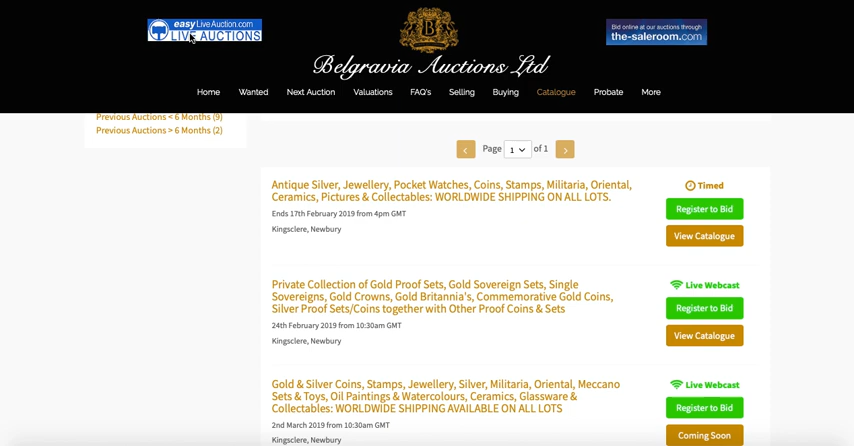 easyLiveAuction.com
LIVE AUCTIONS
B
Bid online at our auctions through
the-saleroom.com
Belgravia Auctions Ltd
Home Wanted Next Auction Valuations FAQ's Selling Buying Catalogue Probate More
Previous Auctions < 6 Months (9)
Previous Auctions > 6 Months (2)
< Page 1 of 1 >
Antique Silver, Jewellery, Pocket Watches, Coins, Stamps, Militaria, Oriental,
Ceramics, Pictures & Collectables: WORLDWIDE SHIPPING ON ALL LOTS.
Ends 17th February 2019 from 4pm GMT
Kingsclere, Newbury
Timed
Register to Bid
View Catalogue
Private Collection of Gold Proof Sets, Gold Sovereign Sets, Single
Sovereigns, Gold Crowns, Gold Britannia's, Commemorative Gold Coins,
Silver Proof Sets/Coins together with Other Proof Coins & Sets
24th February 2019 from 10:30am GMT
Kingsclere, Newbury
Live Webcast
Register to Bid
View Catalogue
Gold & Silver Coins, Stamps, Jewellery, Silver, Militaria, Oriental, Meccano
Sets & Toys, Oil Paintings & Watercolours, Ceramics, Glassware &
Collectables: WORLDWIDE SHIPPING AVAILABLE ON ALL LOTS
2nd March 2019 from 10:30am GMT
Kingsclere, Newbury
Live Webcast
Register to Bid
Coming Soon